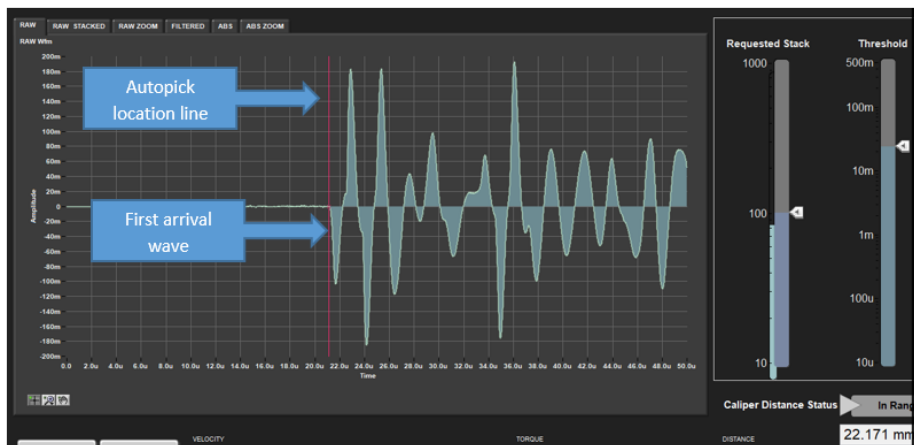 RAW RAW STACKED RAW ZOOM FILTERED ABS ABS ZOOM
RAW Wfm
200m
180m
160m
140m
120m
100m
80m
60m
40m
20m
0
-20m
-40m
-60m
-80m
-100m
-120m
-140m
-160m
-180m
-200m
Amplitude
Autopick
location line
First arrival
wave
0.0 2.0u 4.0u 6.0u 8.0u 10.0u 12.0u 14.0u 16.0u 18.0u 20.0u 22.0u 24.0u 26.0u 28.0u 30.0u 32.0u 34.0u 36.0u 38.0u 40.0u 42.0u 44.0u 46.0u 48.0u 50.0u
Time
Requested Stack
1000
100
10
Threshold
500m
100m
10m
1m
100u
10u
Caliper Distance Status In Rang
22.171 mm
VELOCITY TORQUE DISTANCE